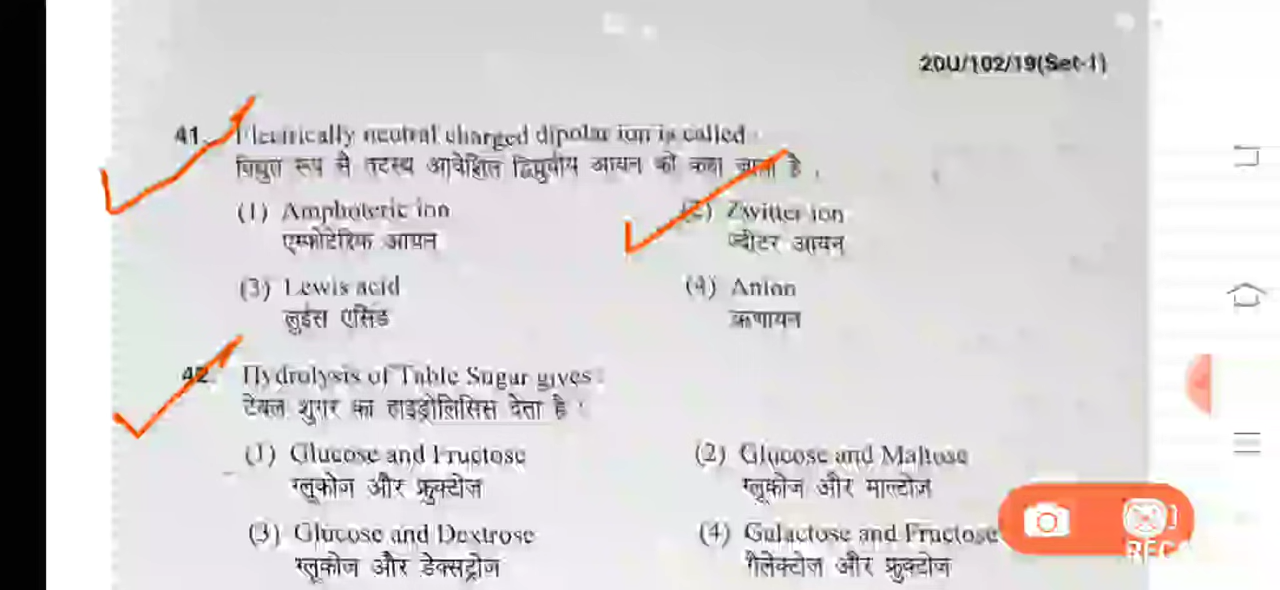 20U/102/19(Set-1)
41. Electrically neutral charged dipolar ion is called :
विद्युत रूप से तटस्थ आवेशित द्विध्रुवीय आयन को कहा जाता है :
(1) Amphoteric ion
एम्फोटेरिक आयन
(2) Zwitter ion
ज्वीटर आयन
(3) Lewis acid
लुईस एसिड
(4) Anion
ऋणायन
42. Hydrolysis of Table Sugar gives :
टेबल शुगर का हाइड्रोलिसिस देता है :
(1) Glucose and Fructose
ग्लूकोज और फ्रुक्टोज
(2) Glucose and Maltose
ग्लूकोज और माल्टोज
(3) Glucose and Dextrose
ग्लूकोज और डेक्सट्रोज
(4) Galactose and Fructose
गैलेक्टोज और फ्रुक्टोज
REC